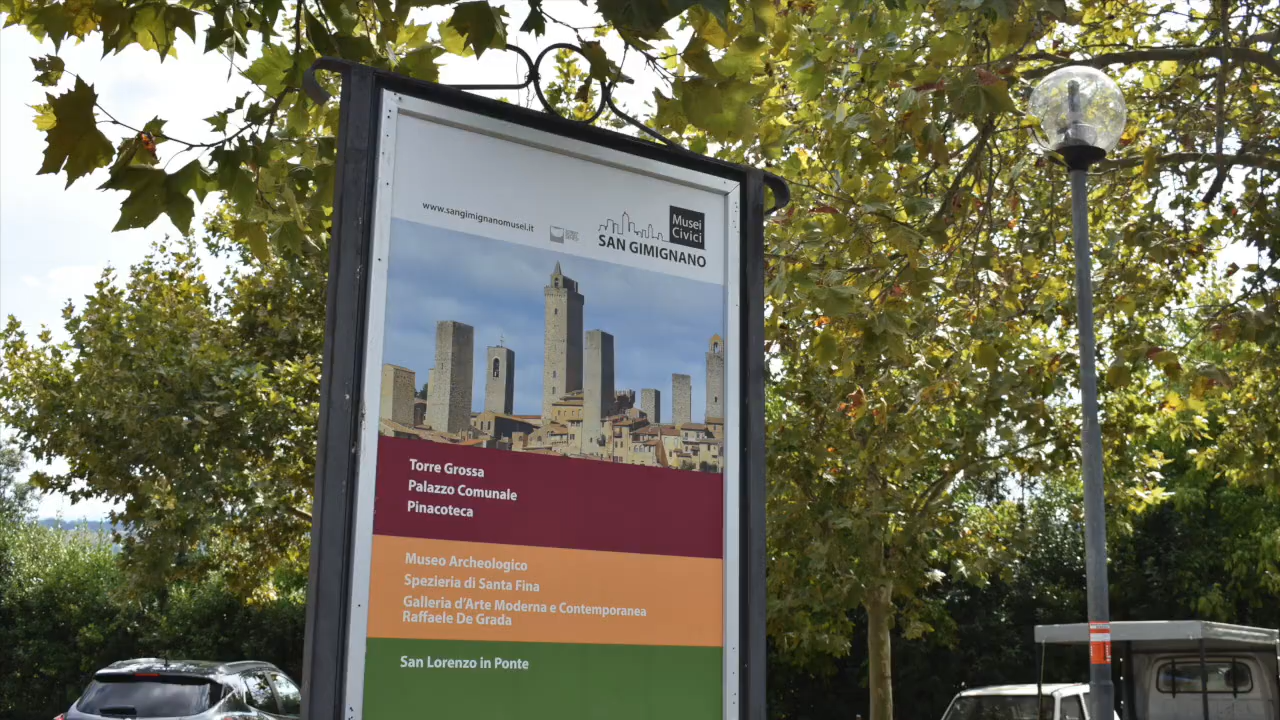 www.sangimignanomusei.it
Musei
Civici
SAN GIMIGNANO
Torre Grossa
Palazzo Comunale
Pinacoteca
Museo Archeologico
Spezieria di Santa Fina
Galleria d'Arte Moderna e Contemporanea
Raffaele De Grada
San Lorenzo in Ponte